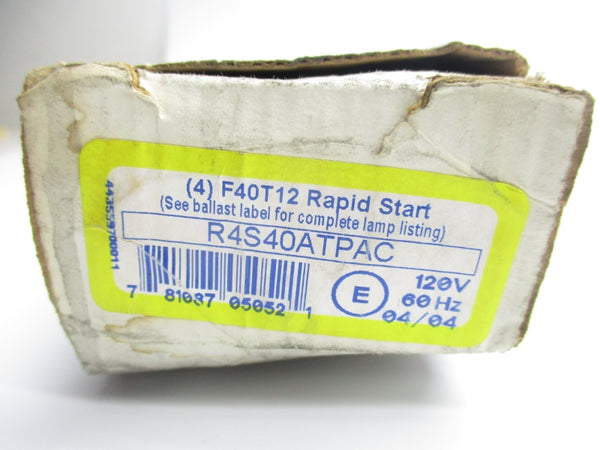 (4) F40T12 Rapid Start
(See ballast label for complete lamp listing)
R4S40ATPAC
7 81087 05052 1
E
120V
60 Hz
04/04
443559700011